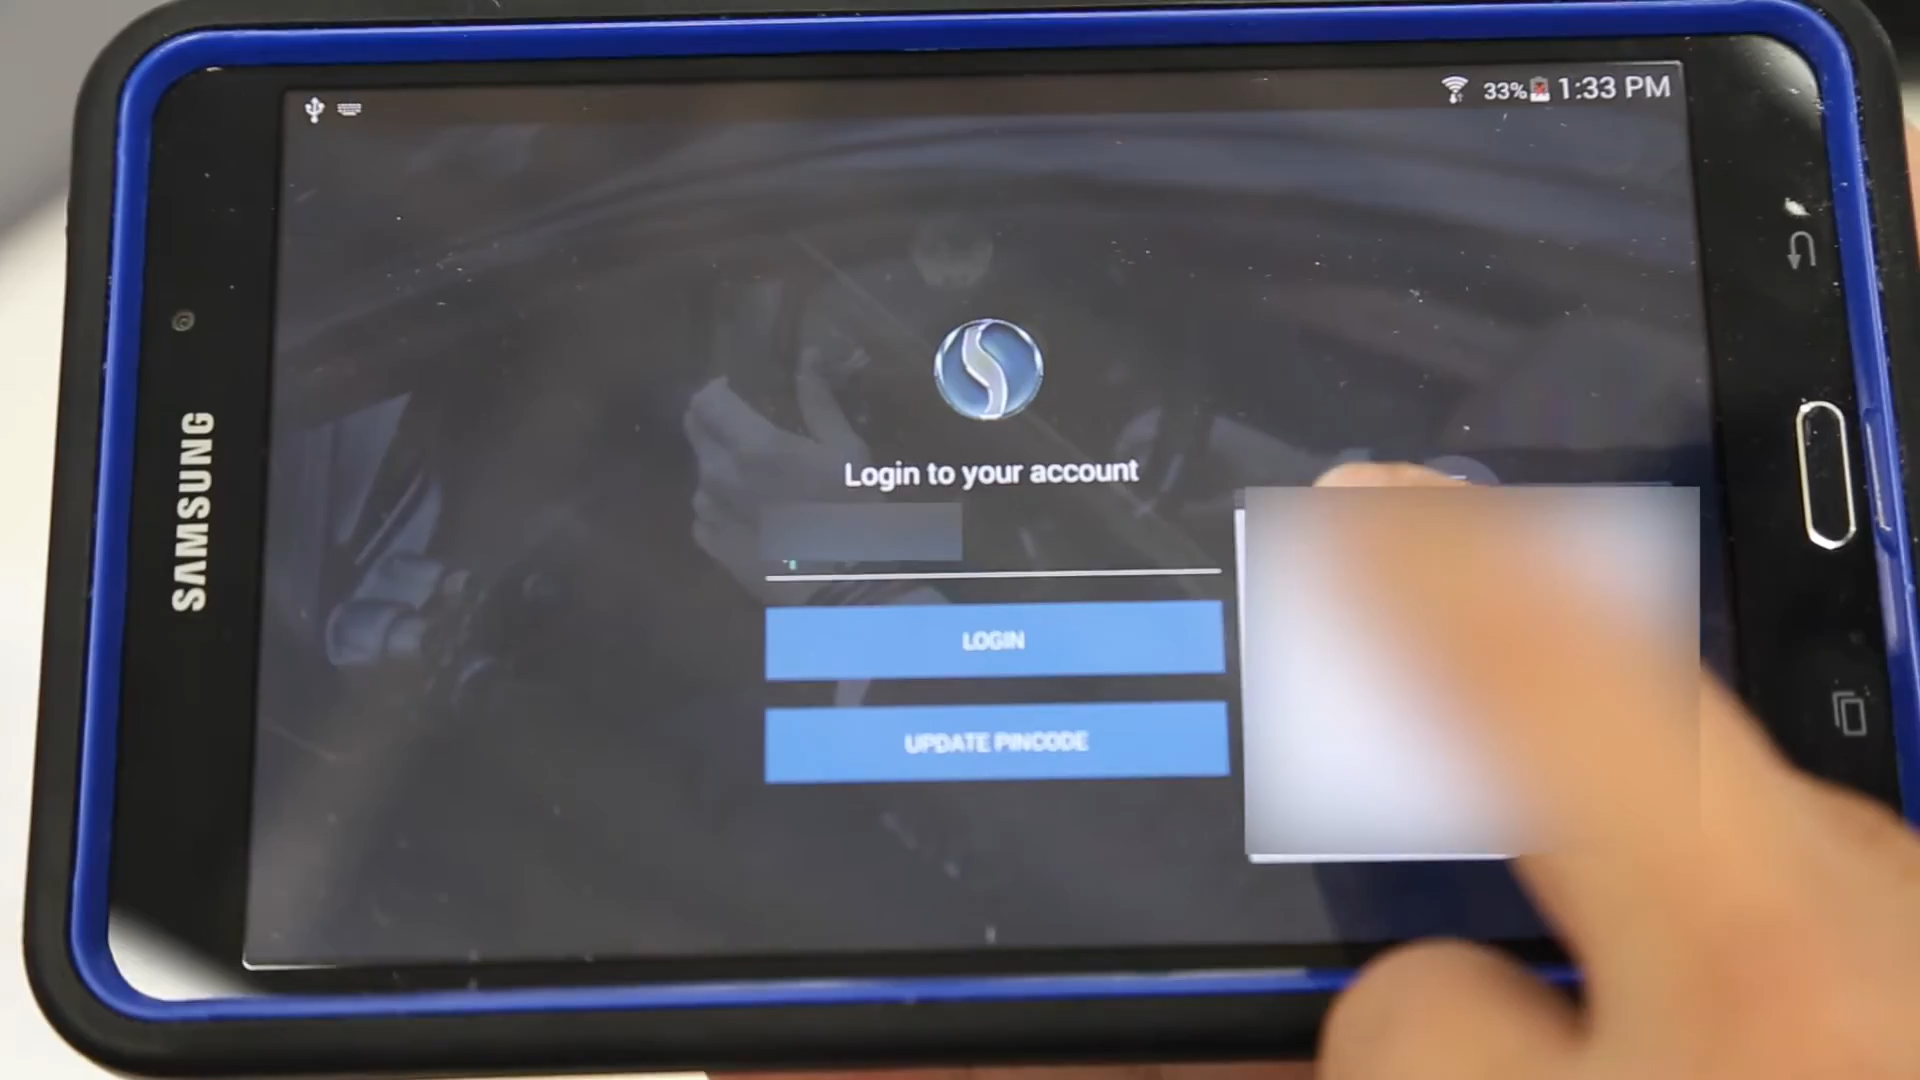 33% 1:33 PM
SAMSUNG
Login to your account
LOGIN
UPDATE PINCODE